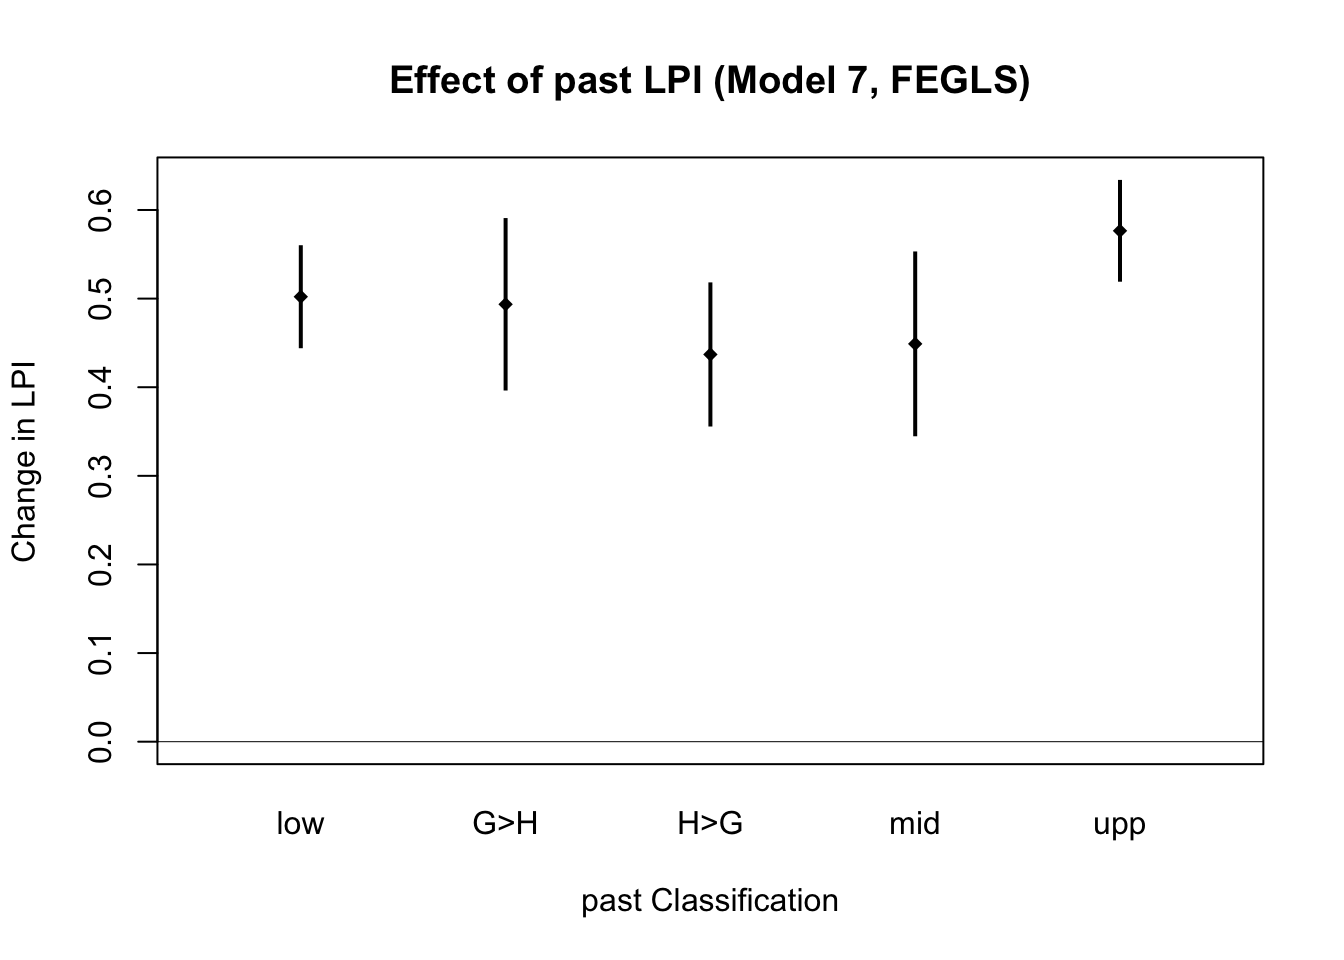 Effect of past LPI (Model 7, FEGLS)
Change in LPI
0.6
0.5
0.4
0.3
0.2
0.1
0.0
low G>H H>G mid upp
past Classification